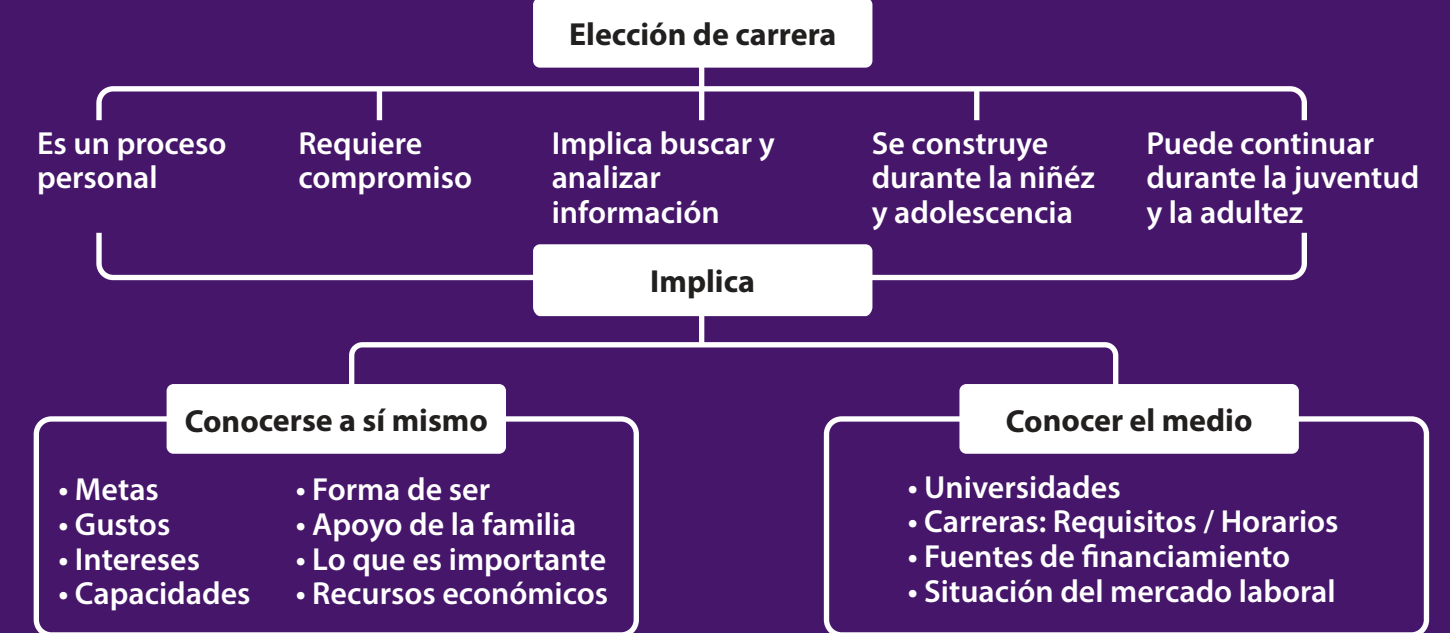 Elección de carrera
Es un proceso
personal
Requiere
compromiso
Implica buscar y
analizar
información
Se construye
durante la niñéz
y adolescencia
Puede continuar
durante la juventud
y la adultez
Implica
Conocerse a sí mismo
• Metas
• Gustos
• Intereses
• Capacidades
• Forma de ser
• Apoyo de la familia
• Lo que es importante
• Recursos económicos
Conocer el medio
• Universidades
• Carreras: Requisitos / Horarios
• Fuentes de financiamiento
• Situación del mercado laboral